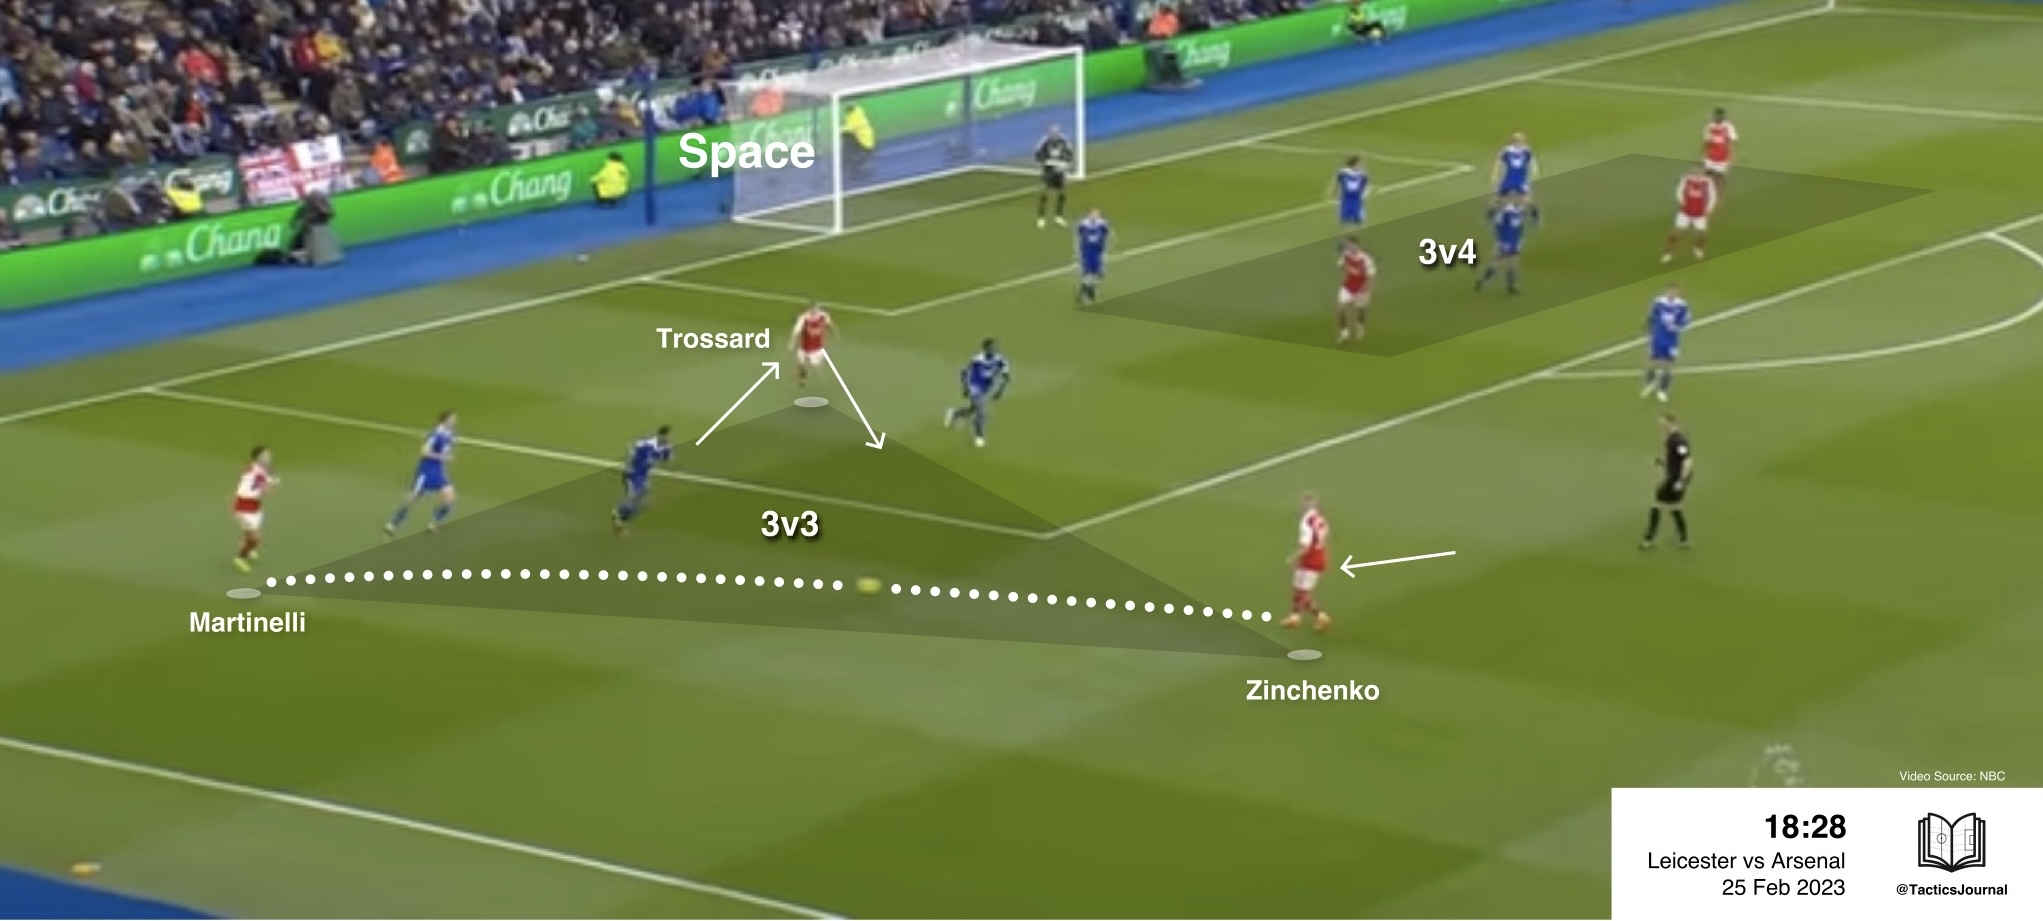 Chang
Chang
Chang
Chang
Space
Chang
Chang
Chang
3v4
Trossard
3v3
Martinelli
Zinchenko
Video Source: NBC
18:28
Leicester vs Arsenal
25 Feb 2023
@TacticsJournal